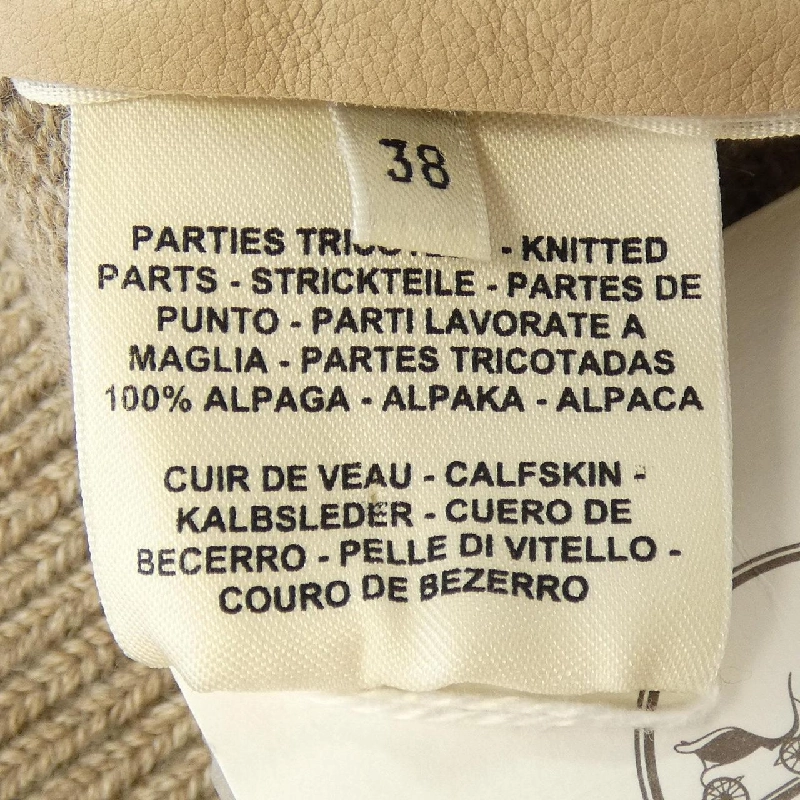 38
PARTIES - KNITTED
PARTS - STRICKTEILE - PARTES DE
PUNTO - PARTI LAVORATE A
MAGLIA - PARTES TRICOTADAS
100% ALPAGA - ALPAKA - ALPACA
CUIR DE VEAU - CALFSKIN -
KALBSLEDER - CUERO DE
BECERRO - PELLE DI VITELLO -
COURO DE BEZERRO